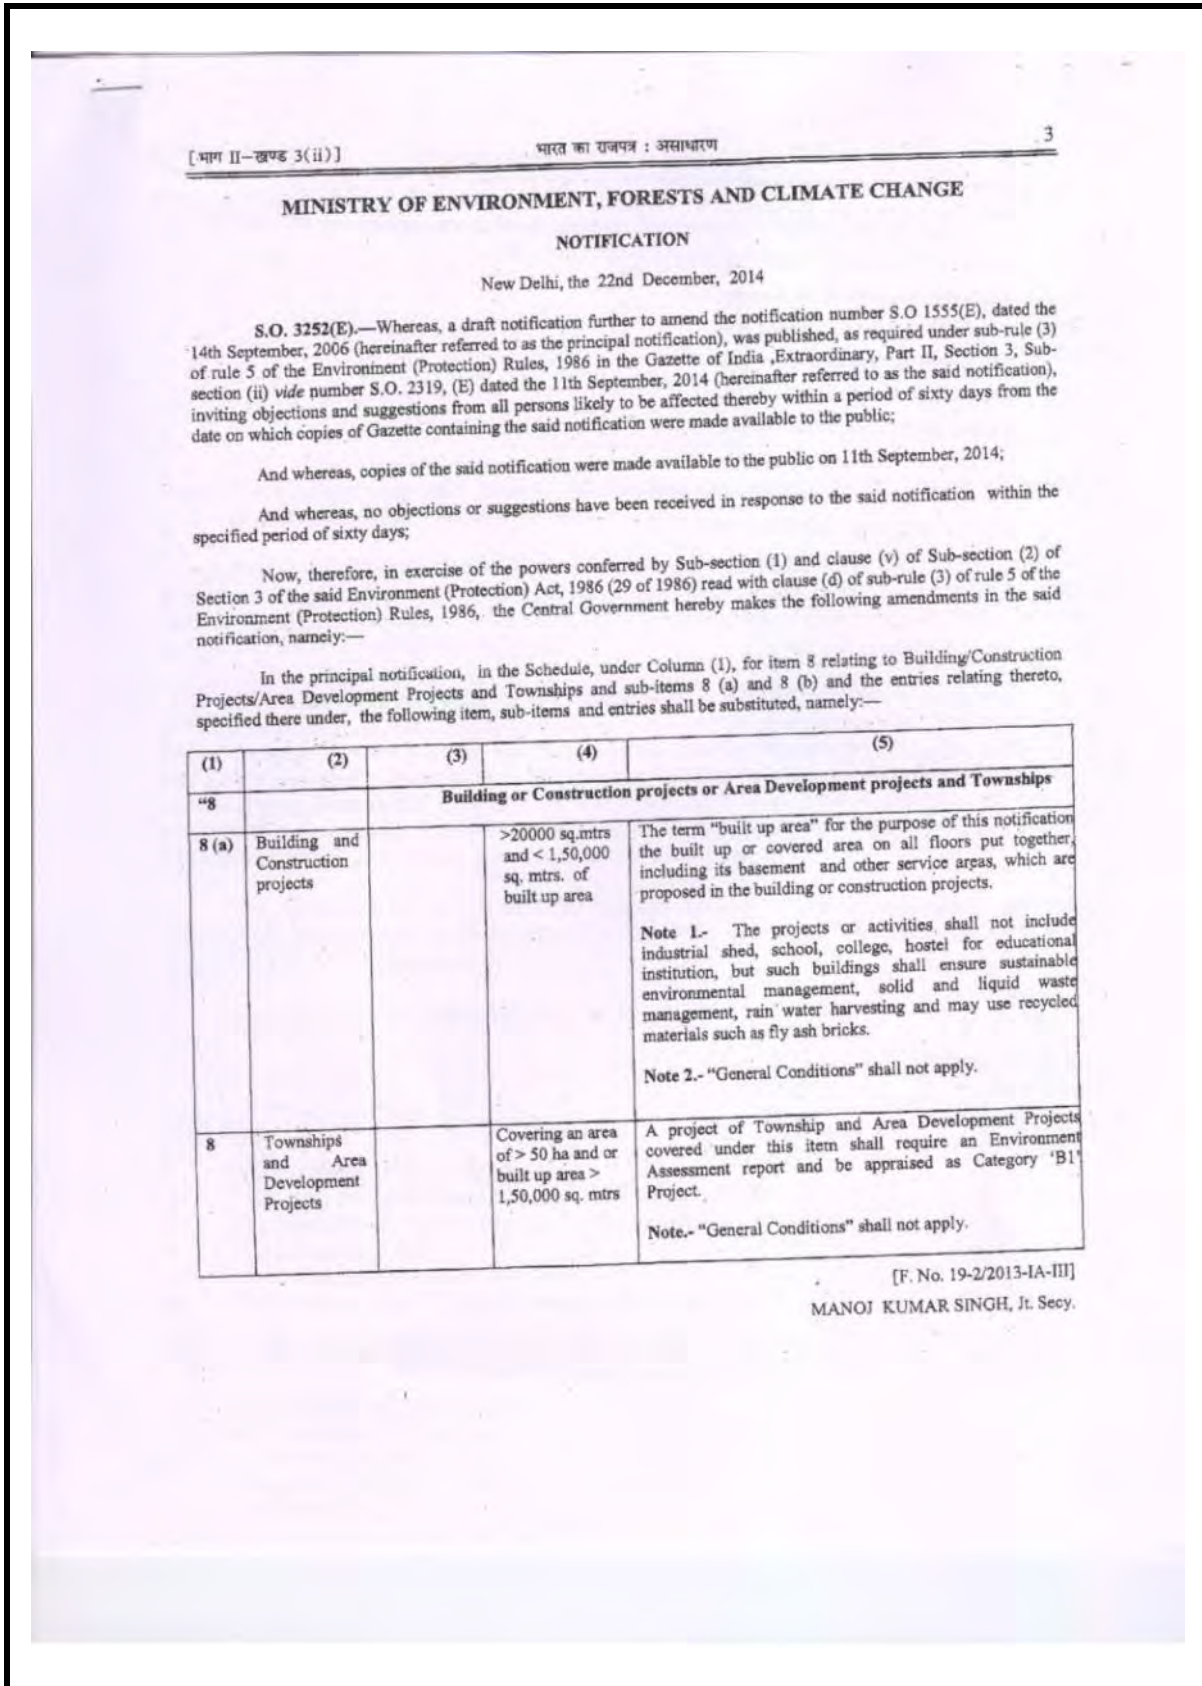 [भाग II—खण्ड 3(ii)] भारत का राजपत्र : असाधारण 3
MINISTRY OF ENVIRONMENT, FORESTS AND CLIMATE CHANGE
NOTIFICATION
New Delhi, the 22nd December, 2014
S.O. 3252(E).—Whereas, a draft notification further to amend the notification number S.O 1555(E), dated the
14th September, 2006 (hereinafter referred to as the principal notification), was published, as required under sub-rule (3)
of rule 5 of the Environment (Protection) Rules, 1986 in the Gazette of India ,Extraordinary, Part II, Section 3, Sub-
section (ii) vide number S.O. 2319, (E) dated the 11th September, 2014 (hereinafter referred to as the said notification),
inviting objections and suggestions from all persons likely to be affected thereby within a period of sixty days from the
date on which copies of Gazette containing the said notification were made available to the public;
And whereas, copies of the said notification were made available to the public on 11th September, 2014;
And whereas, no objections or suggestions have been received in response to the said notification within the
specified period of sixty days;
Now, therefore, in exercise of the powers conferred by Sub-section (1) and clause (v) of Sub-section (2) of
Section 3 of the said Environment (Protection) Act, 1986 (29 of 1986) read with clause (d) of sub-rule (3) of rule 5 of the
Environment (Protection) Rules, 1986, the Central Government hereby makes the following amendments in the said
notification, namely:—
In the principal notification, in the Schedule, under Column (1), for item 8 relating to Building/Construction
Projects/Area Development Projects and Townships and sub-items 8 (a) and 8 (b) and the entries relating thereto,
specified there under, the following item, sub-items and entries shall be substituted, namely:—
(1) (2) (3) (4) (5)
“8 Building or Construction projects or Area Development projects and Townships
8 (a)
Building and
Construction
projects
>20000 sq.mtrs
and < 1,50,000
sq. mtrs. of
built up area
The term “built up area” for the purpose of this notification
the built up or covered area on all floors put together,
including its basement and other service areas, which are
proposed in the building or construction projects.
Note 1.- The projects or activities shall not include
industrial shed, school, college, hostel for educational
institution, but such buildings shall ensure sustainable
environmental management, solid and liquid waste
management, rain water harvesting and may use recycled
materials such as fly ash bricks.
Note 2.- “General Conditions” shall not apply.
8
Townships
and Area
Development
Projects
Covering an area
of > 50 ha and or
built up area >
1,50,000 sq. mtrs
A project of Township and Area Development Projects
covered under this item shall require an Environment
Assessment report and be appraised as Category ‘B1’
Project.
Note.- “General Conditions” shall not apply.
[F. No. 19-2/2013-IA-III]
MANOJ KUMAR SINGH, Jt. Secy.